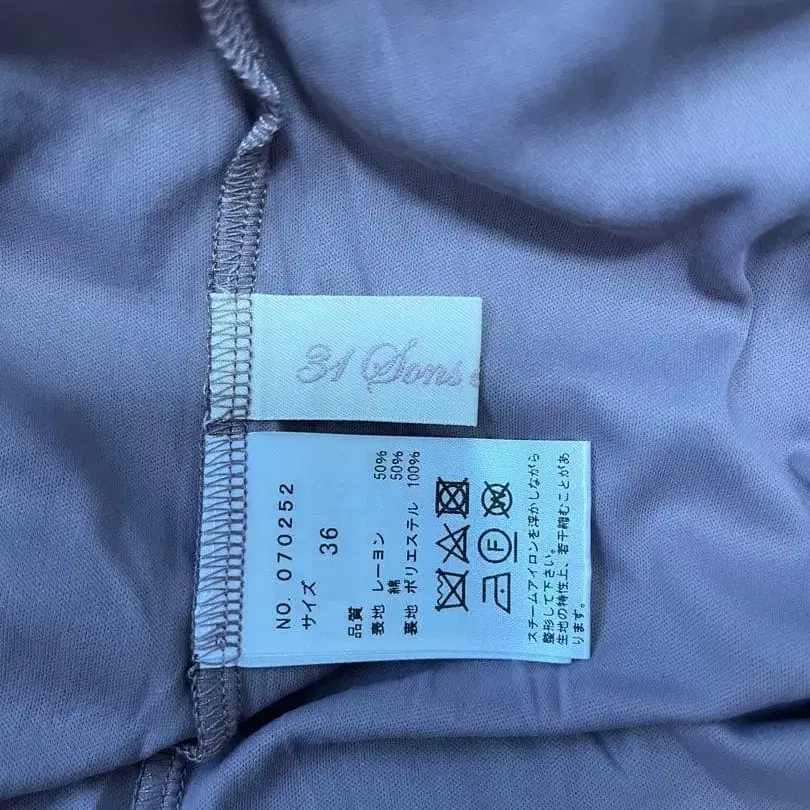 31 Sons
NO. 070252
サイズ
36
品質
表地 レーヨン 50%
綿 50%
裏地 ポリエステル 100%
F
スチームアイロンを浮かしながら
整形して下さい。
生地の特性上、若干縮むことがあ
ります。